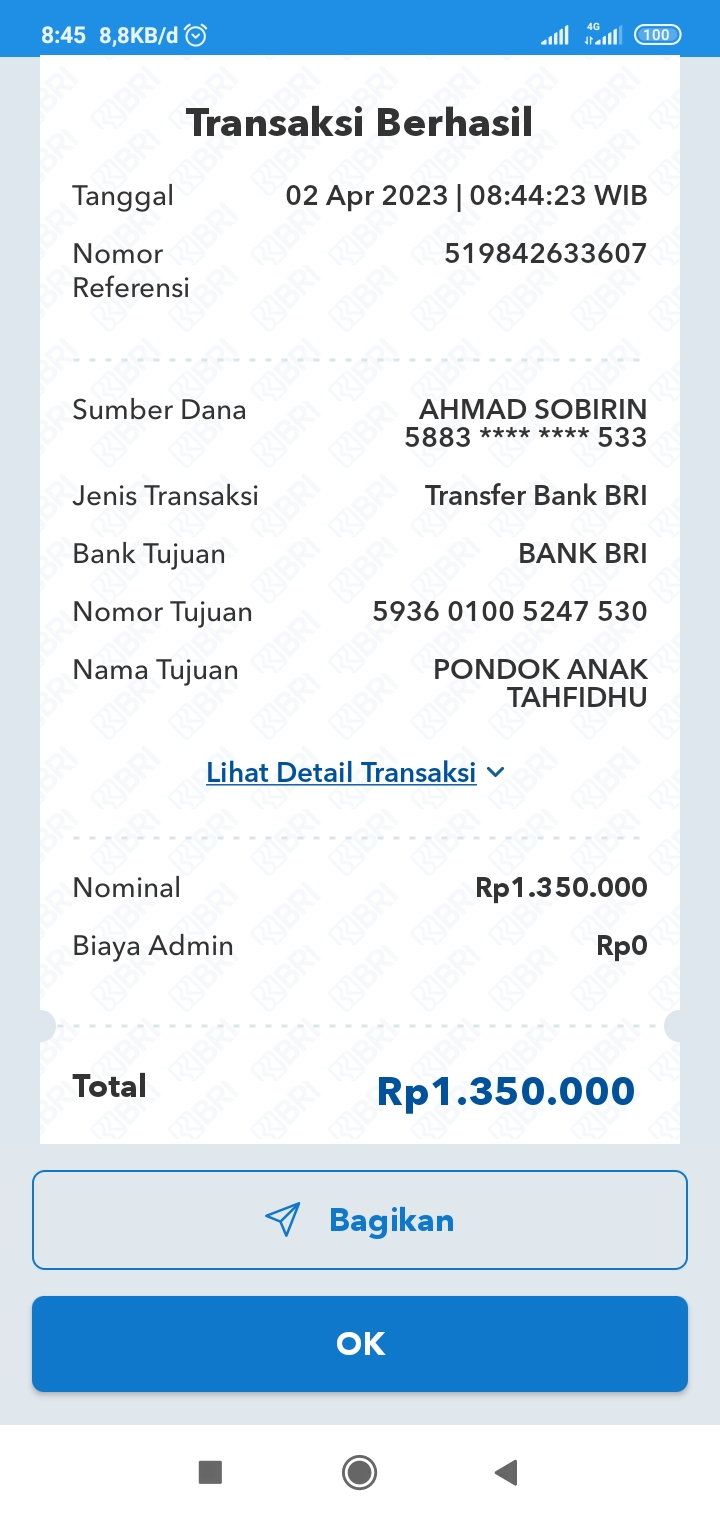 8:45 8,8KB/d 4G 100
Transaksi Berhasil
Tanggal 02 Apr 2023 | 08:44:23 WIB
Nomor 519842633607
Referensi
Sumber Dana AHMAD SOBIRIN
5883 **** **** 533
Jenis Transaksi Transfer Bank BRI
Bank Tujuan BANK BRI
Nomor Tujuan 5936 0100 5247 530
Nama Tujuan PONDOK ANAK
TAHFIDHU
Lihat Detail Transaksi
Nominal Rp1.350.000
Biaya Admin Rp0
Total Rp1.350.000
Bagikan
OK